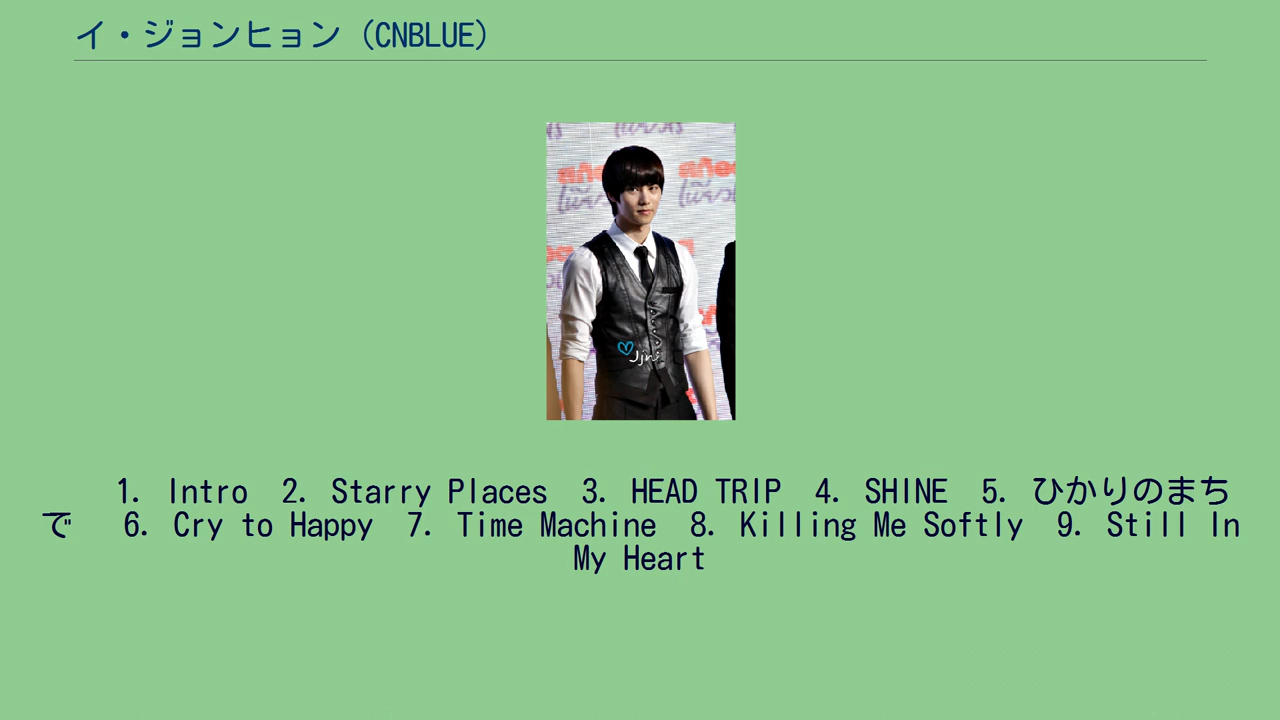 イ・ジョンヒョン (CNBLUE)
Jjns
1. Intro 2. Starry Places 3. HEAD TRIP 4. SHINE 5. ひかりのまち
で 6. Cry to Happy 7. Time Machine 8. Killing Me Softly 9. Still In
My Heart